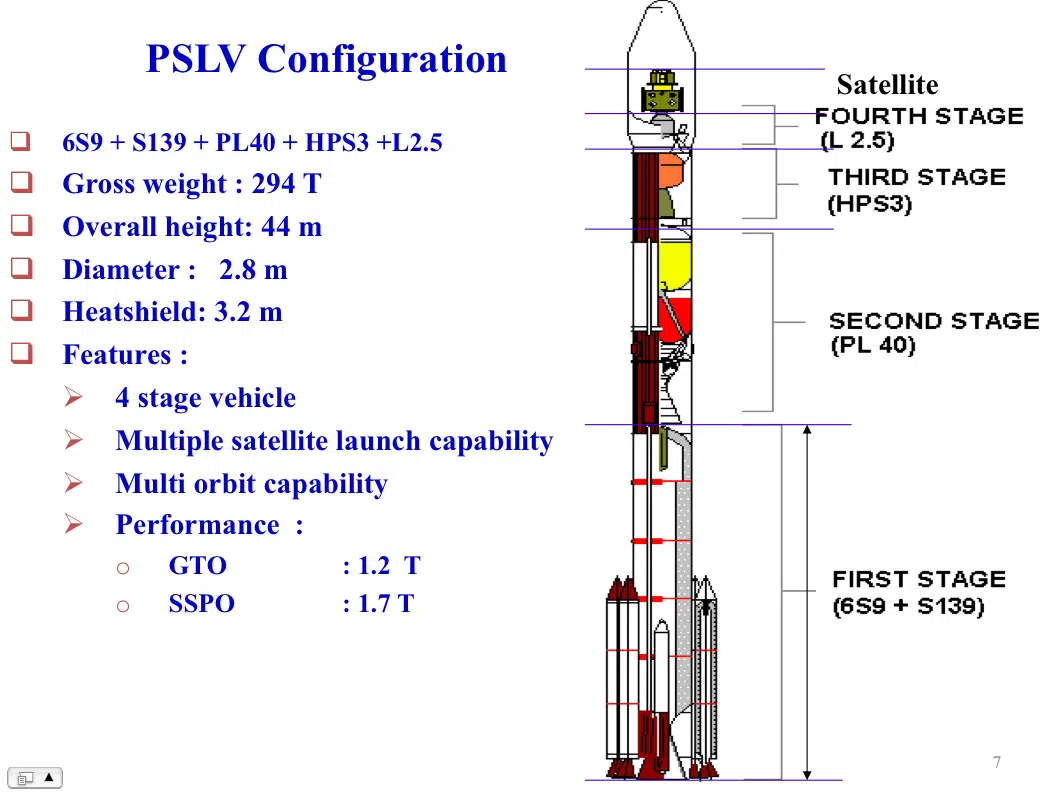 PSLV Configuration
6S9 + S139 + PL40 + HPS3 +L2.5
Gross weight : 294 T
Overall height: 44 m
Diameter : 2.8 m
Heatshield: 3.2 m
Features :
4 stage vehicle
Multiple satellite launch capability
Multi orbit capability
Performance :
GTO : 1.2 T
SSPO : 1.7 T
Satellite
FOURTH STAGE
(L 2.5)
THIRD STAGE
(HPS3)
SECOND STAGE
(PL 40)
FIRST STAGE
(6S9 + S139)
7